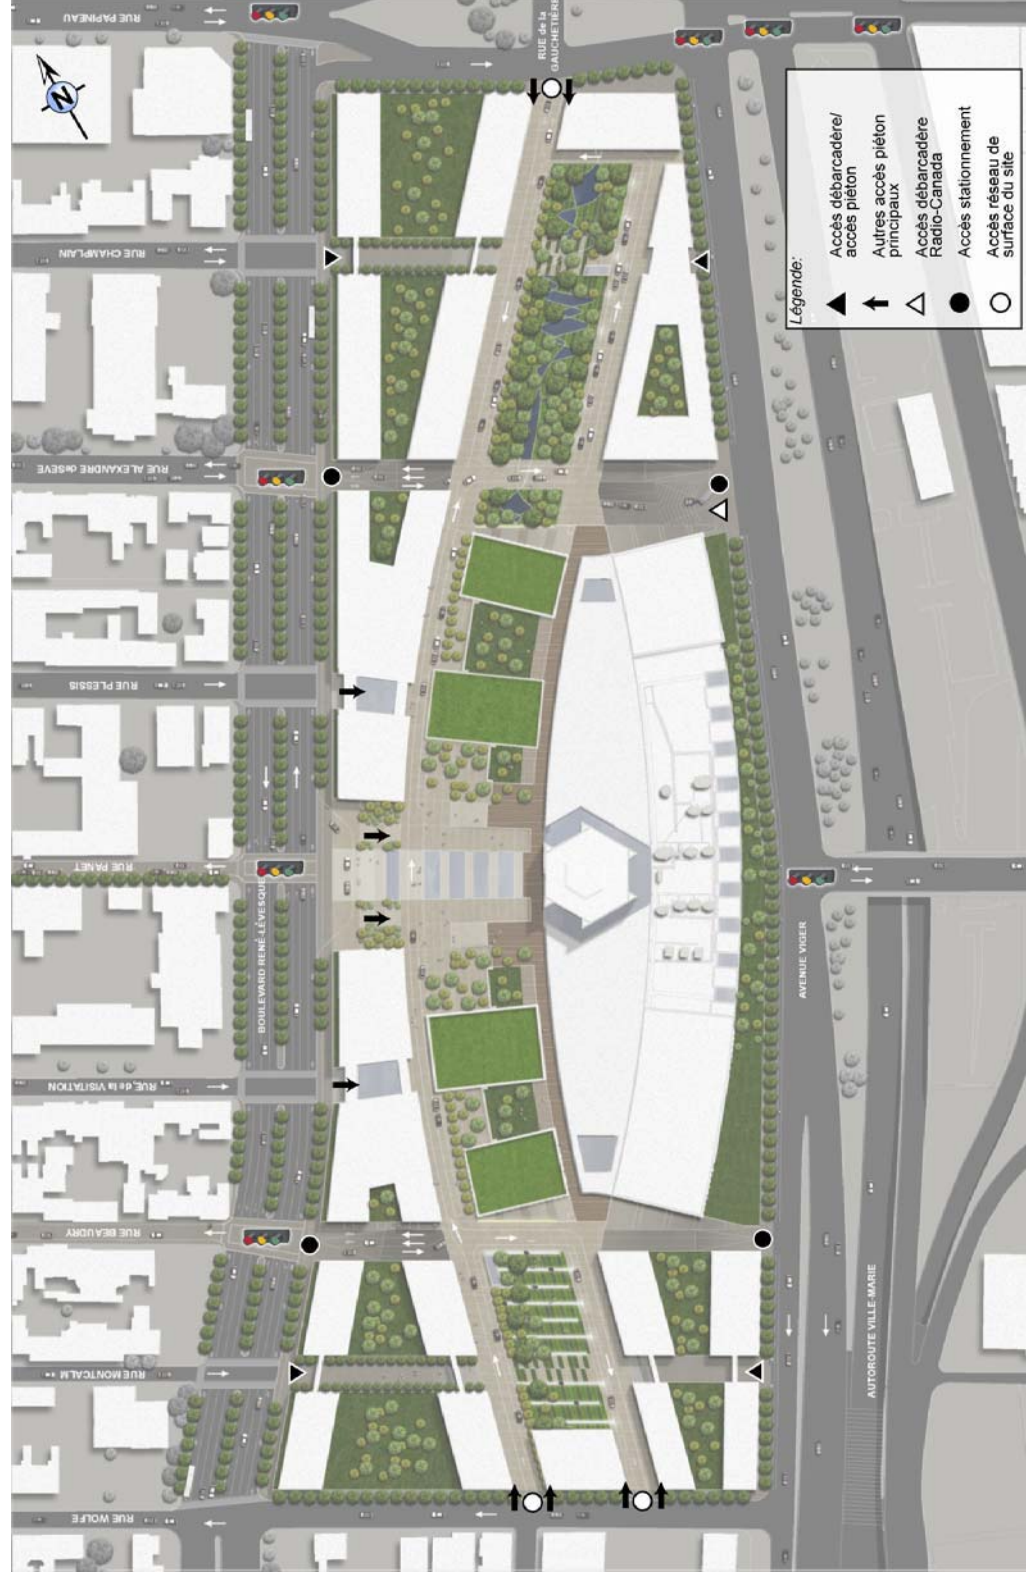 RUE PAPINEAU
RUE de la
GAUCHETIÈRE
N
RUE CHAMPLAIN
RUE ALEXANDRE deSÈVE
RUE PLESSIS
RUE PANET
BOULEVARD RENÉ-LÉVESQUE
RUE de la VISITATION
RUE BEAUDRY
RUE MONTCALM
RUE WOLFE
AVENUE VIGER
AUTOROUTE VILLE-MARIE
Légende:
Accès débarcadère/
accès piéton
Autres accès piéton
principaux
Accès débarcadère
Radio-Canada
Accès stationnement
Accès réseau de
surface du site